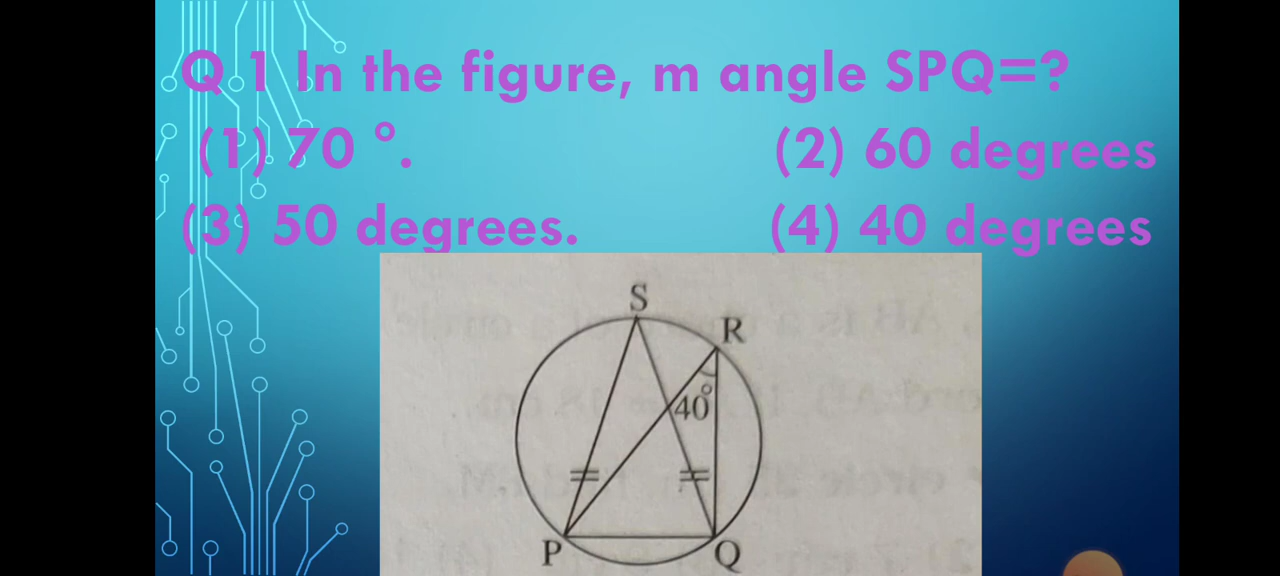 Q 1 In the figure, m angle SPQ=?
(1) 70 °. (2) 60 degrees
(3) 50 degrees. (4) 40 degrees
S
R
40°
P Q